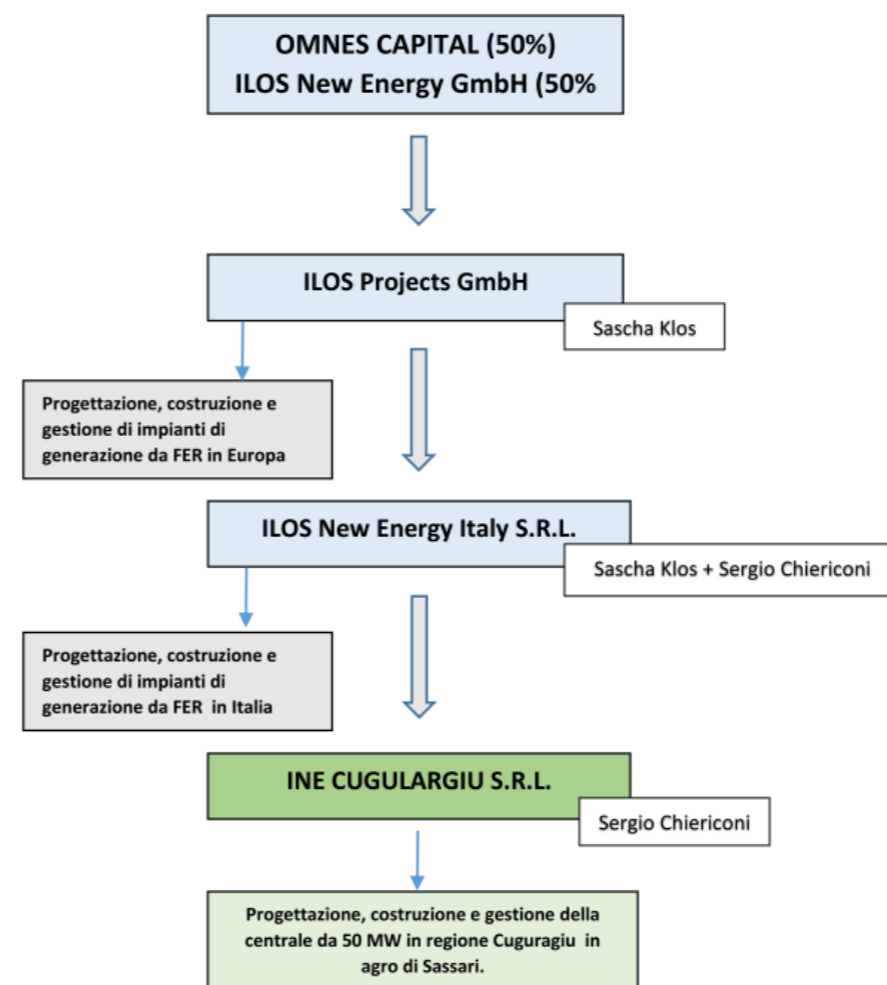 OMNES CAPITAL (50%)
ILOS New Energy GmbH (50%
ILOS Projects GmbH
Sascha Klos
Progettazione, costruzione e
gestione di impianti di
generazione da FER in Europa
ILOS New Energy Italy S.R.L.
Sascha Klos + Sergio Chiericoni
Progettazione, costruzione e
gestione di impianti di
generazione da FER in Italia
INE CUGULARGIU S.R.L.
Sergio Chiericoni
Progettazione, costruzione e gestione della
centrale da 50 MW in regione Cuguragiu in
agro di Sassari.